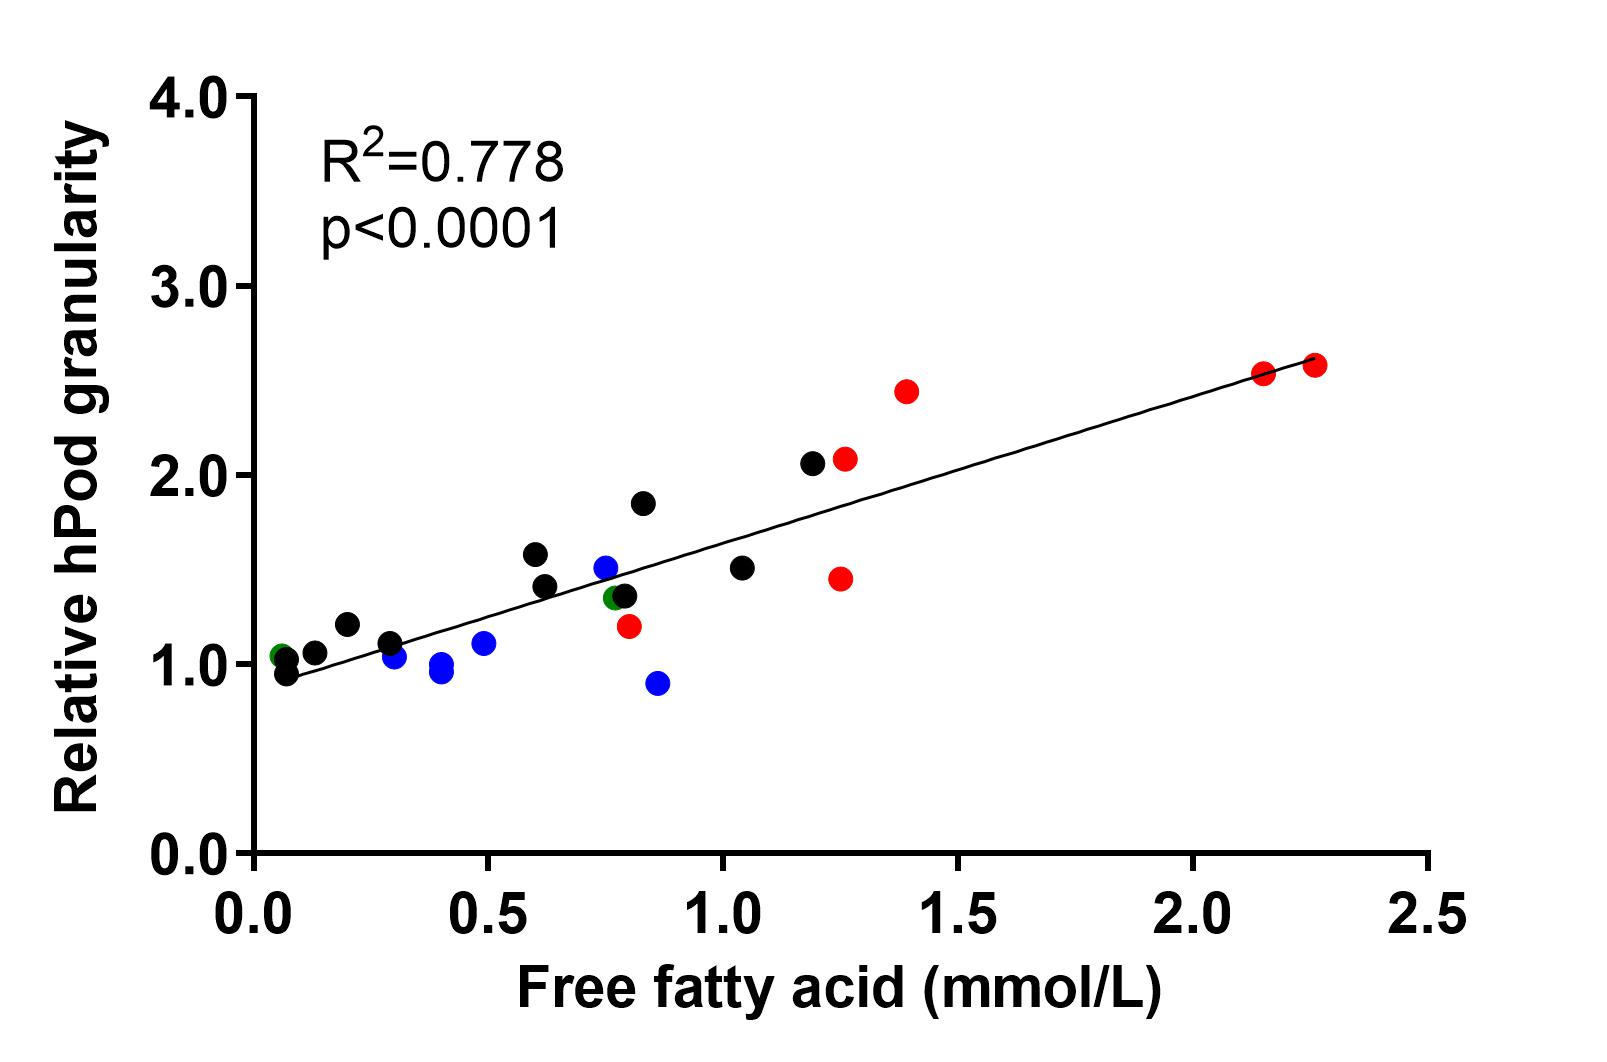 R²=0.778
p<0.0001
4.0
3.0
2.0
1.0
0.0
Relative hPod granularity
0.0 0.5 1.0 1.5 2.0 2.5
Free fatty acid (mmol/L)